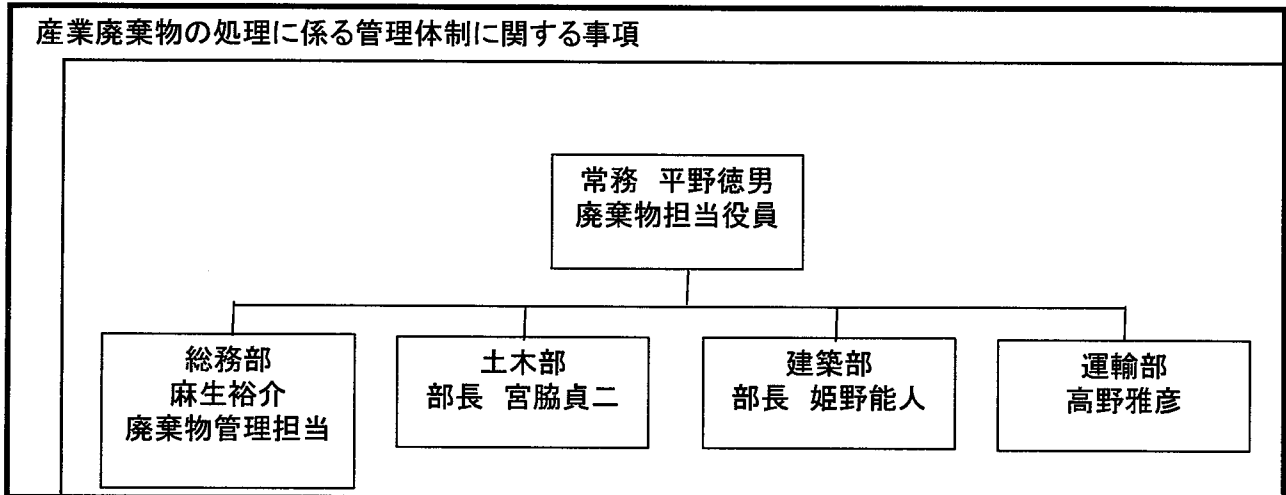 産業廃棄物の処理に係る管理体制に関する事項
常務 平野徳男
廃棄物担当役員
総務部
麻生裕介
廃棄物管理担当
土木部
部長 宮脇貞二
建築部
部長 姫野能人
運輸部
高野雅彦